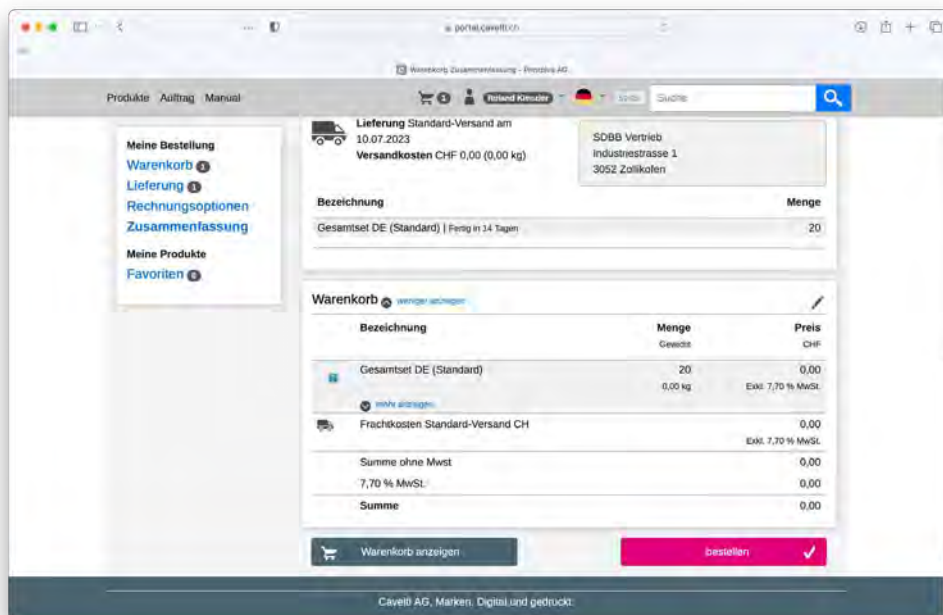 portal.cavelti.ch
Warenkorb Zusammenfassung - Perspectiva AG
Produkte Auftrag Manual
1
Roland Kienzler
Suche
Meine Bestellung
Warenkorb 1
Lieferung 1
Rechnungsoptionen
Zusammenfassung
Meine Produkte
Favoriten 0
Lieferung Standard-Versand am
10.07.2023
Versandkosten CHF 0,00 (0,00 kg)
SDBB Vertrieb
Industriestrasse 1
3052 Zollikofen
Bezeichnung Menge
Gesamtset DE (Standard) | Fertig in 14 Tagen 20
Warenkorb weniger anzeigen
Bezeichnung Menge Preis
Gewicht CHF
Gesamtset DE (Standard) 20 0,00
0,00 kg Exkl. 7,70 % MwSt.
mehr anzeigen
Frachtkosten Standard-Versand CH 0,00
Exkl. 7,70 % MwSt.
Summe ohne Mwst 0,00
7,70 % MwSt. 0,00
Summe 0,00
Warenkorb anzeigen bestellen
Cavelti AG, Marken. Digital und gedruckt.